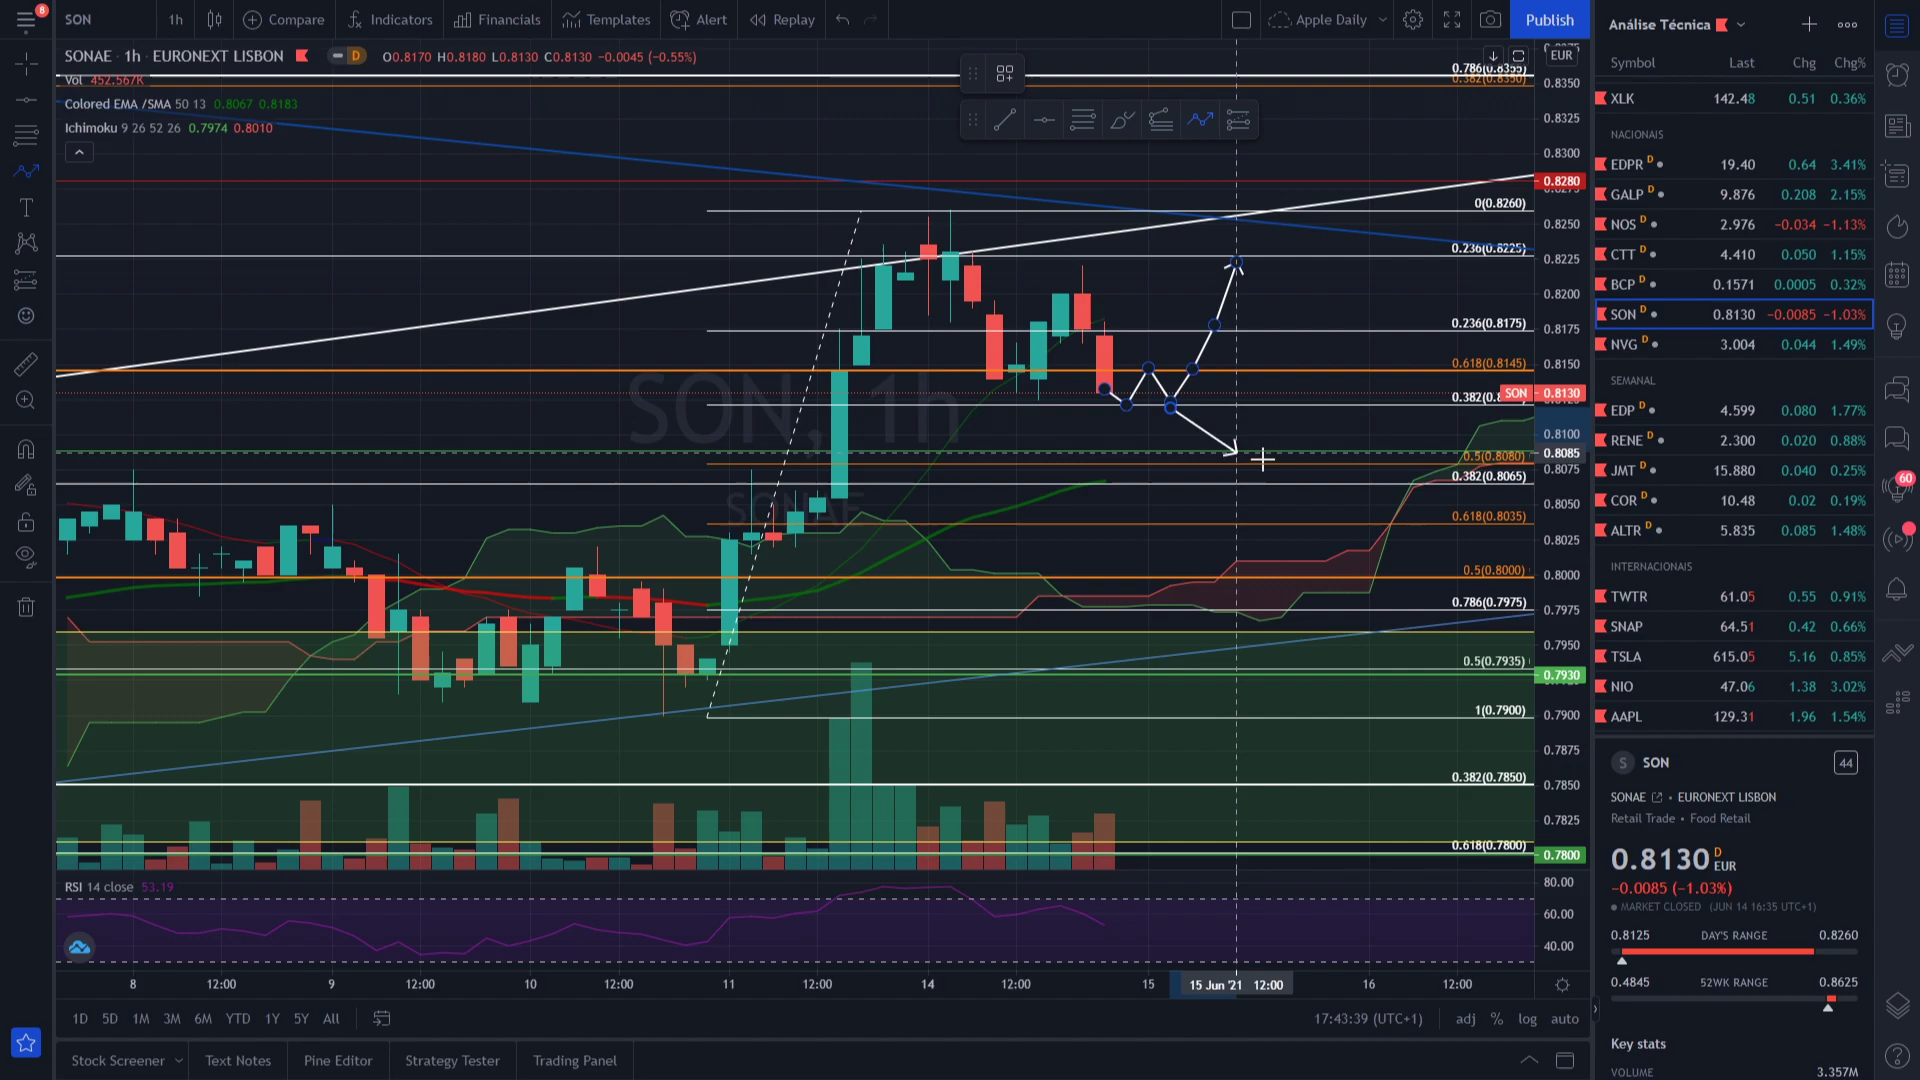 8
SON
1h
Compare
Indicators
Financials
Templates
Alert
Replay
Apple Daily
Publish
SONAE · 1h · EURONEXT LISBON
D
O0.8170 H0.8180 L0.8130 C0.8130 −0.0045 (−0.55%)
Vol 452.567K
Colored EMA /SMA 50 13 0.8067 0.8183
Ichimoku 9 26 52 26 0.7974 0.8010
SON, 1h
SONAE
0.786(0.8355)
0.382(0.8350)
0(0.8260)
0.236(0.8225)
0.236(0.8175)
0.618(0.8145)
0.5(0.8080)
0.382(0.8065)
0.618(0.8035)
0.5(0.8000)
0.786(0.7975)
0.5(0.7935)
1(0.7900)
0.382(0.7850)
0.618(0.7800)
EUR
0.8350
0.8325
0.8300
0.8280
0.8250
0.8225
0.8200
0.8175
0.8150
SON 0.8130
0.8100
0.8085
0.8075
0.8050
0.8025
0.8000
0.7975
0.7950
0.7930
0.7900
0.7875
0.7850
0.7825
0.7800
RSI 14 close 53.19
80.00
60.00
40.00
8 12:00 9 12:00 10 12:00 11 12:00 14 12:00 15 15 Jun '21 12:00 16 12:00
1D 5D 1M 3M 6M YTD 1Y 5Y All
17:43:39 (UTC+1)
adj % log auto
Stock Screener
Text Notes
Pine Editor
Strategy Tester
Trading Panel
Análise Técnica
Symbol Last Chg Chg%
XLK 142.48 0.51 0.36%
NACIONAIS
EDPR D 19.40 0.64 3.41%
GALP D 9.876 0.208 2.15%
NOS D 2.976 −0.034 −1.13%
CTT D 4.410 0.050 1.15%
BCP D 0.1571 0.0005 0.32%
SON D 0.8130 −0.0085 −1.03%
NVG D 3.004 0.044 1.49%
SEMANAL
EDP D 4.599 0.080 1.77%
RENE D 2.300 0.020 0.88%
JMT D 15.880 0.040 0.25%
COR D 10.48 0.02 0.19%
ALTR D 5.835 0.085 1.48%
INTERNACIONAIS
TWTR 61.05 0.55 0.91%
SNAP 64.51 0.42 0.66%
TSLA 615.05 5.16 0.85%
NIO 47.06 1.38 3.02%
AAPL 129.31 1.96 1.54%
S SON
44
SONAE • EURONEXT LISBON
Retail Trade • Food Retail
0.8130 D EUR
−0.0085 (−1.03%)
MARKET CLOSED (JUN 14 16:35 UTC+1)
0.8125 DAY'S RANGE 0.8260
0.4845 52WK RANGE 0.8625
Key stats
VOLUME 3.357M
60